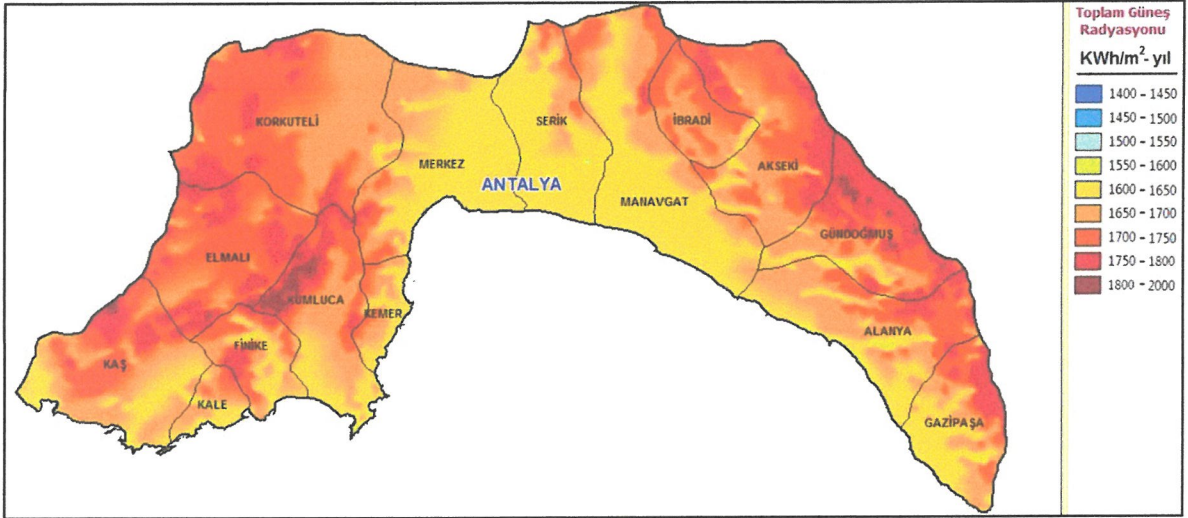 Toplam Güneş
Radyasyonu
KWh/m²- yıl
1400 - 1450
1450 - 1500
1500 - 1550
1550 - 1600
1600 - 1650
1650 - 1700
1700 - 1750
1750 - 1800
1800 - 2000
KORKUTELİ
SERİK
İBRADİ
MERKEZ
AKSEKİ
ANTALYA
MANAVGAT
GÜNDOĞMUŞ
ELMALI
KUMLUCA
KEMER
ALANYA
FİNİKE
KAŞ
KALE
GAZİPAŞA